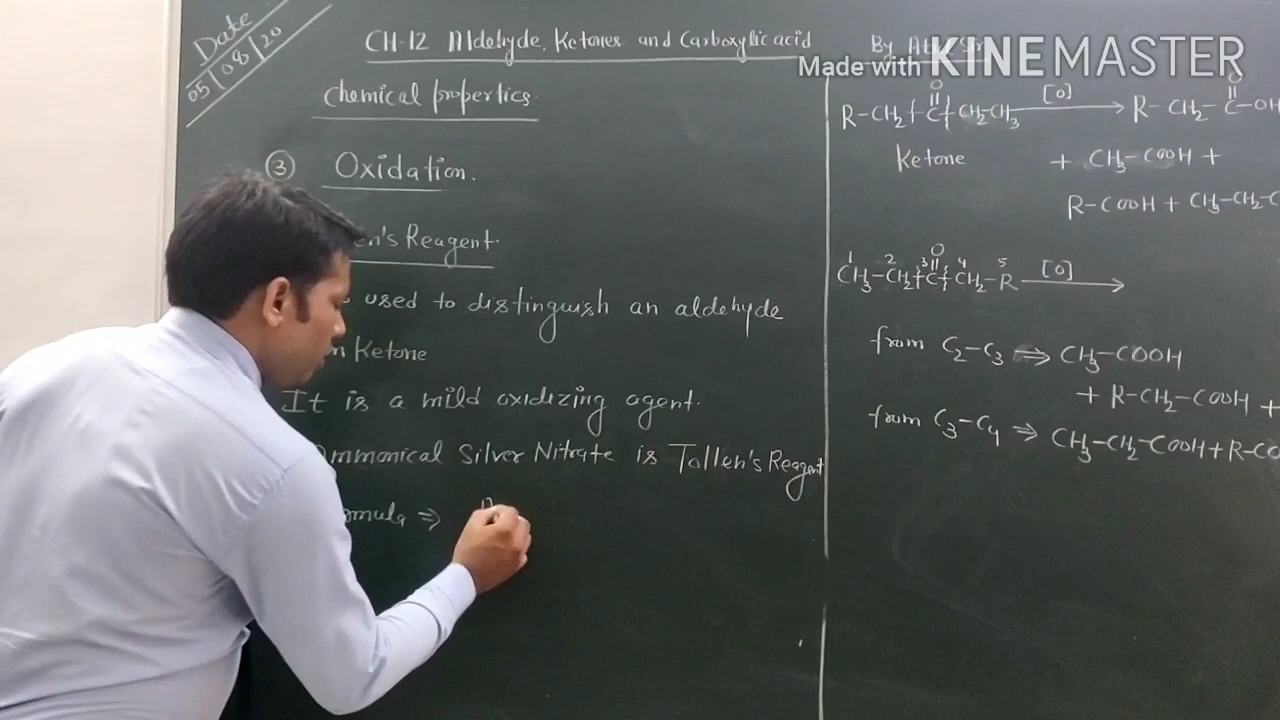 Date
05/08/20
CH-12 Aldehyde, Ketones and Carboxylic acid
By
Made with KINEMASTER
Chemical properties.
③ Oxidation.
en's Reagent.
used to distinguish an aldehyde
Ketone
It is a mild oxidizing agent.
mmonical Silver Nitrate is Tollen's Reagent
mula ⇒
R-CH₂-C-CH₂CH₃ [O] → R-CH₂-C-OH
O
O
Ketone
+ CH₃-COOH +
R-COOH + CH₃-CH₂-C
1 2 3 4 5
O
CH₃-CH₂-C-CH₂-R [O] →
from C₂-C₃ ⇒ CH₃-COOH
+ R-CH₂-COOH +
from C₃-C₄ ⇒ CH₃-CH₂-COOH + R-CO